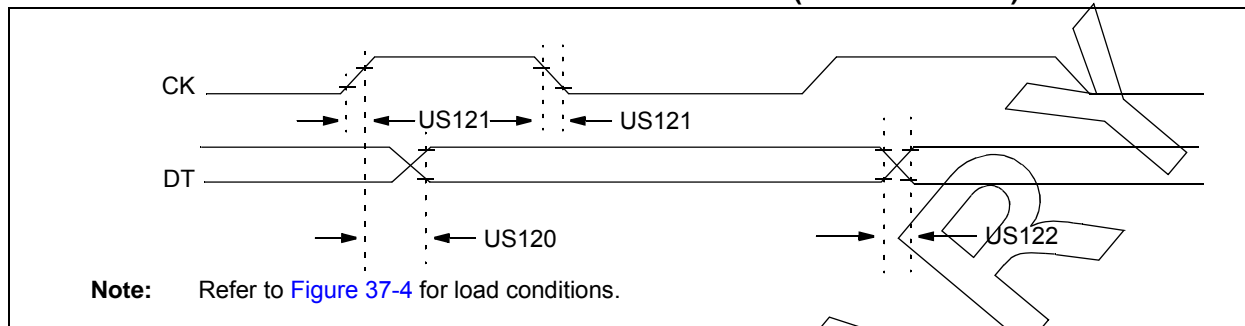 CK
US121 US121
DT
US120 US122
Note: Refer to Figure 37-4 for load conditions.